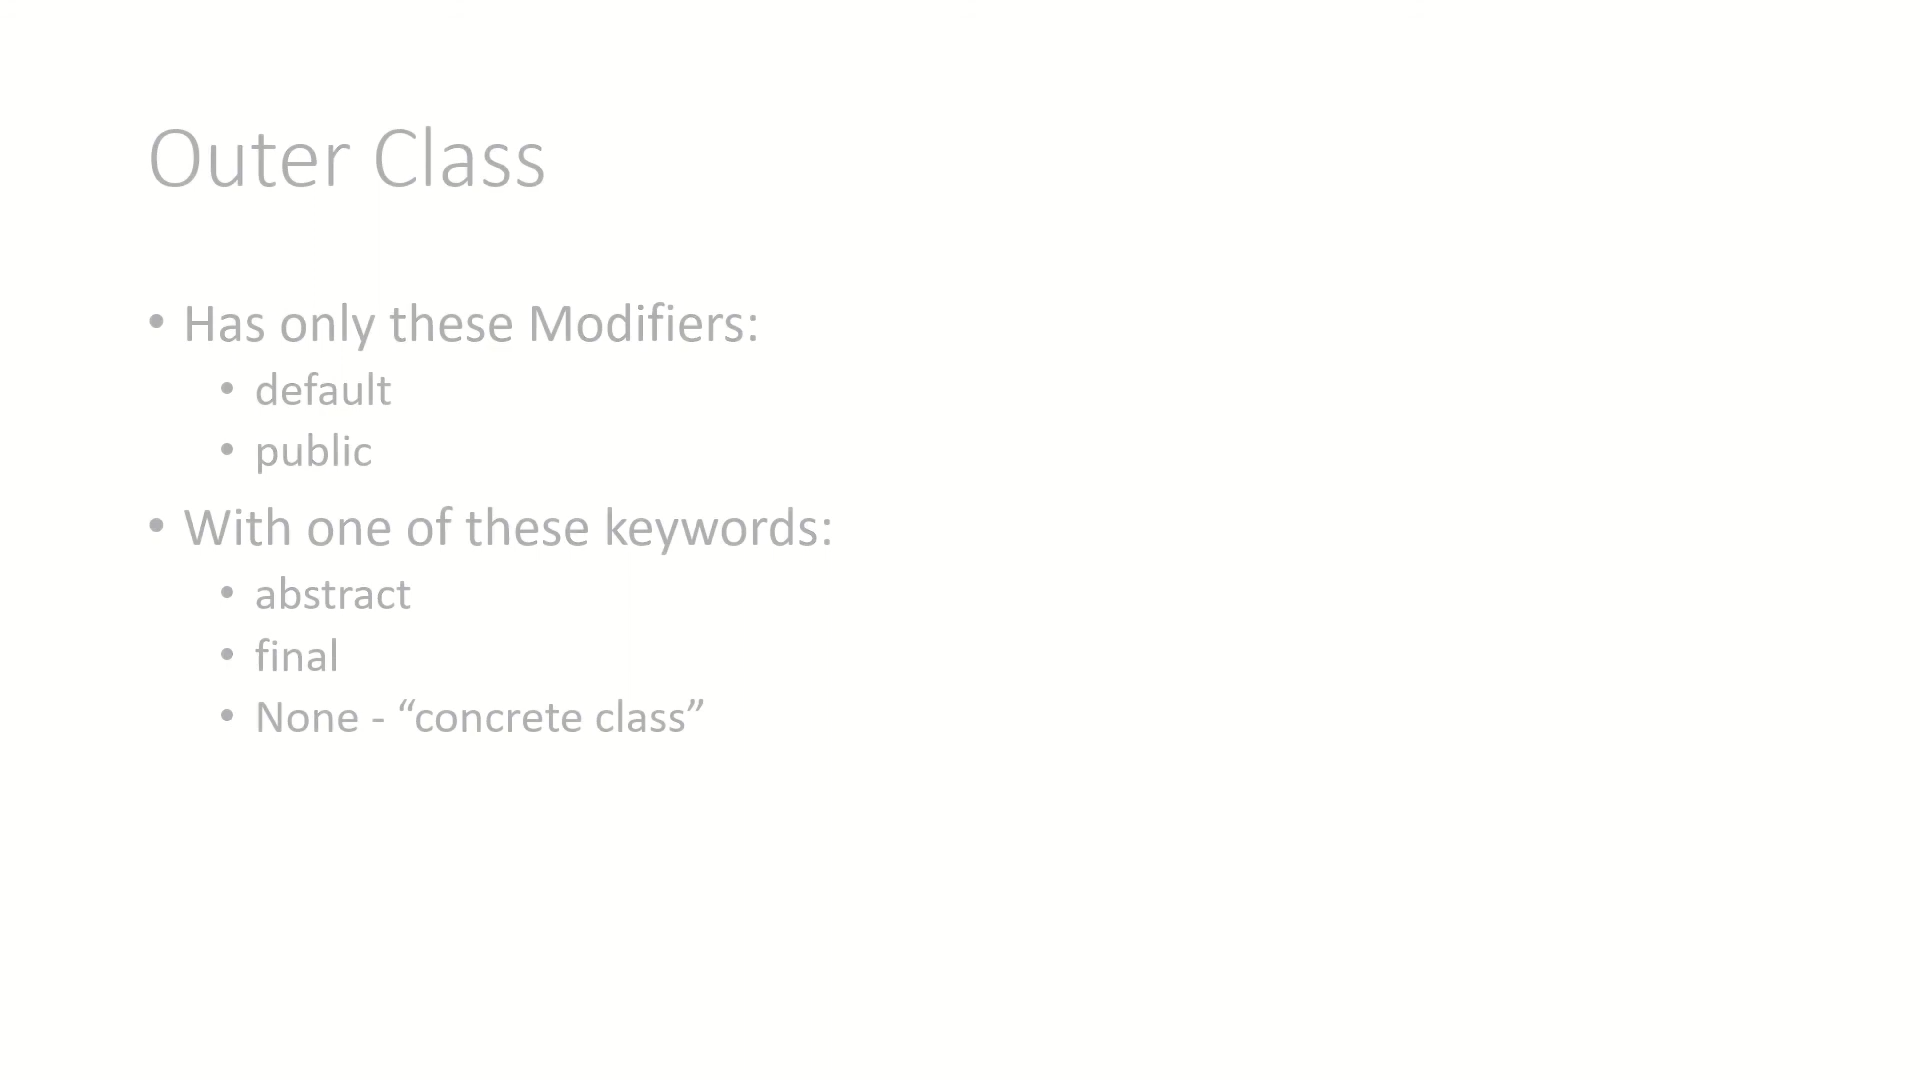 Outer Class
• Has only these Modifiers:
• default
• public
• With one of these keywords:
• abstract
• final
• None - “concrete class”